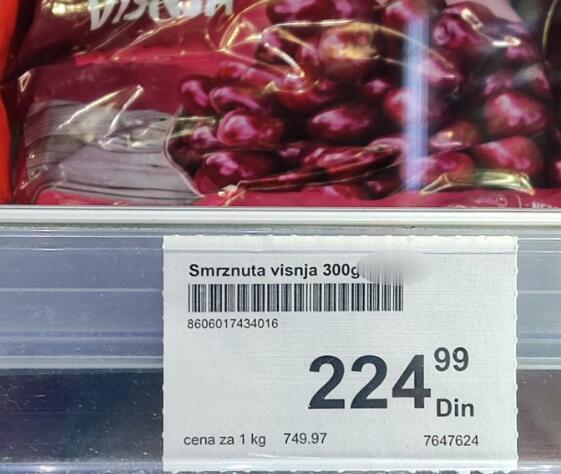 Smrznuta visnja 300g
8606017434016
224 99
Din
cena za 1 kg 749.97 7647624